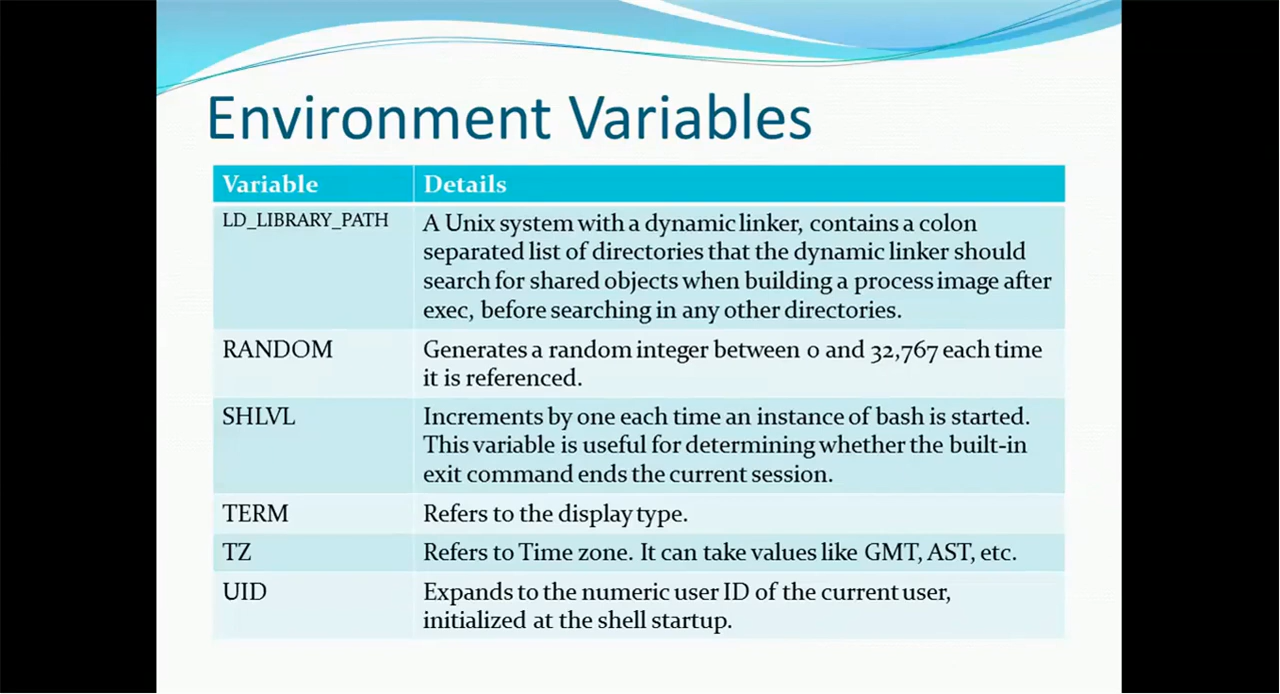 Environment Variables
Variable Details
LD_LIBRARY_PATH A Unix system with a dynamic linker, contains a colon
separated list of directories that the dynamic linker should
search for shared objects when building a process image after
exec, before searching in any other directories.
RANDOM Generates a random integer between 0 and 32,767 each time
it is referenced.
SHLVL Increments by one each time an instance of bash is started.
This variable is useful for determining whether the built-in
exit command ends the current session.
TERM Refers to the display type.
TZ Refers to Time zone. It can take values like GMT, AST, etc.
UID Expands to the numeric user ID of the current user,
initialized at the shell startup.